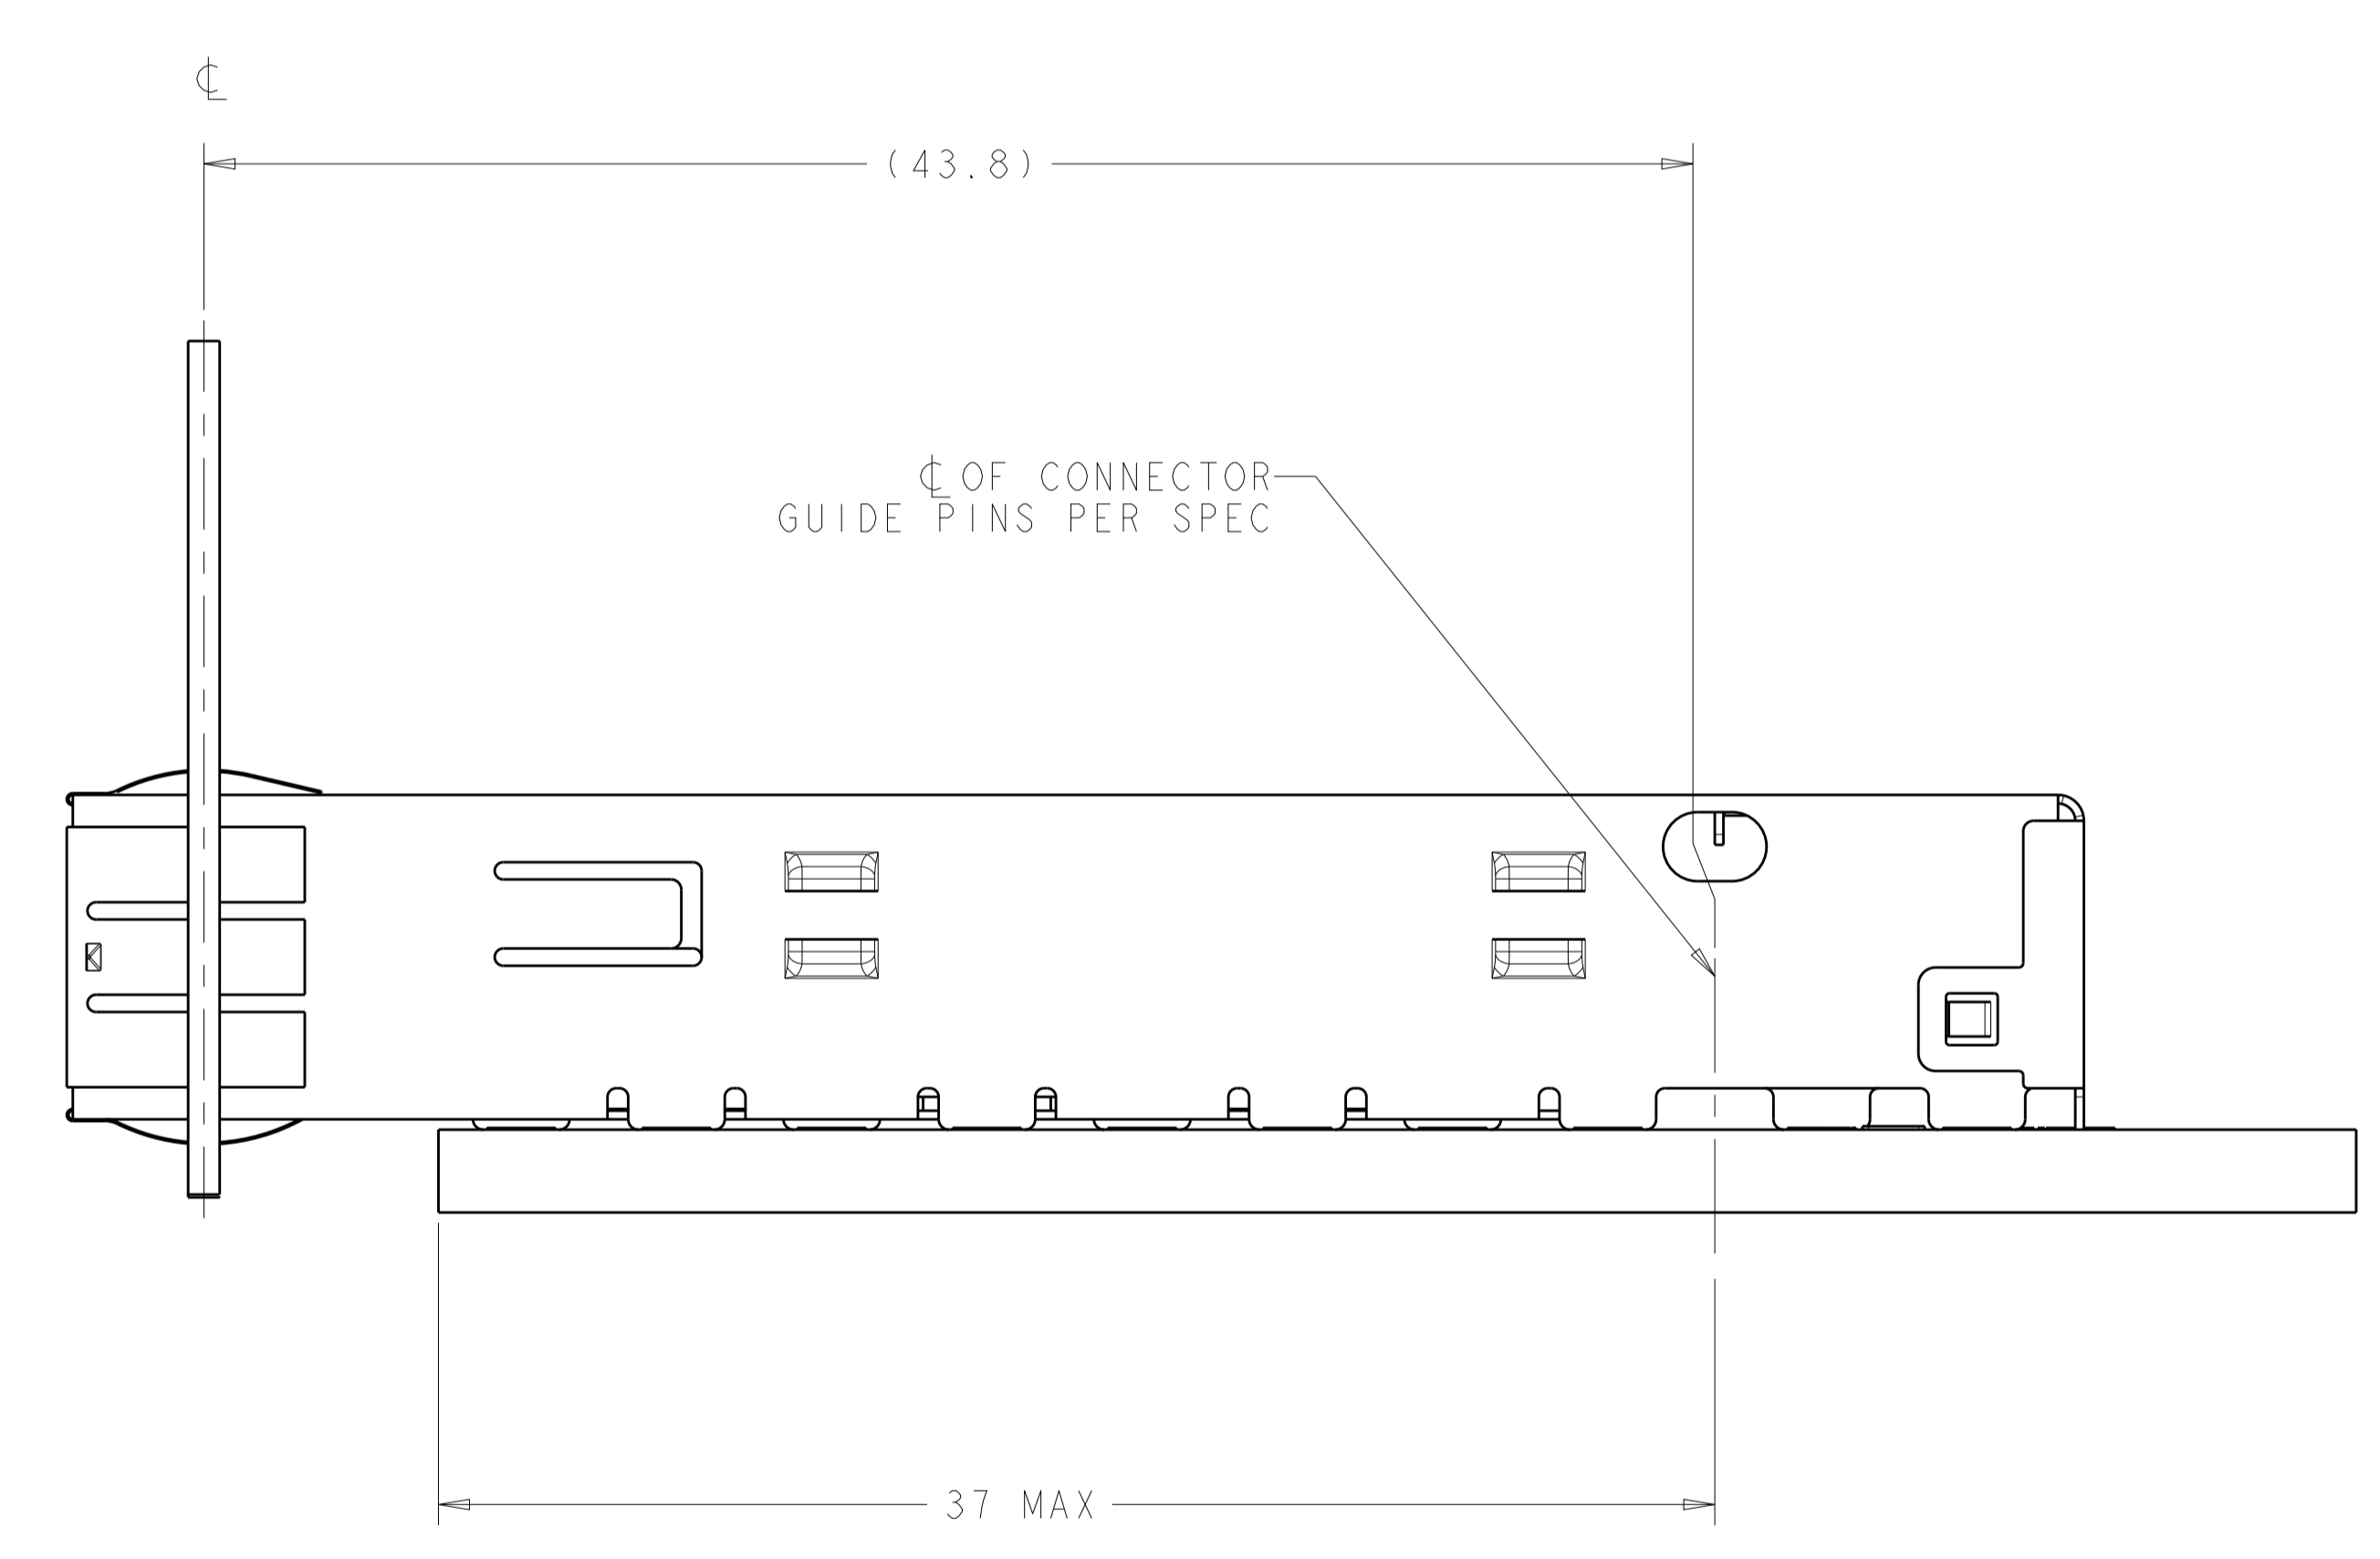 ℄
(43.8)
℄ OF CONNECTOR
GUIDE PINS PER SPEC
37 MAX